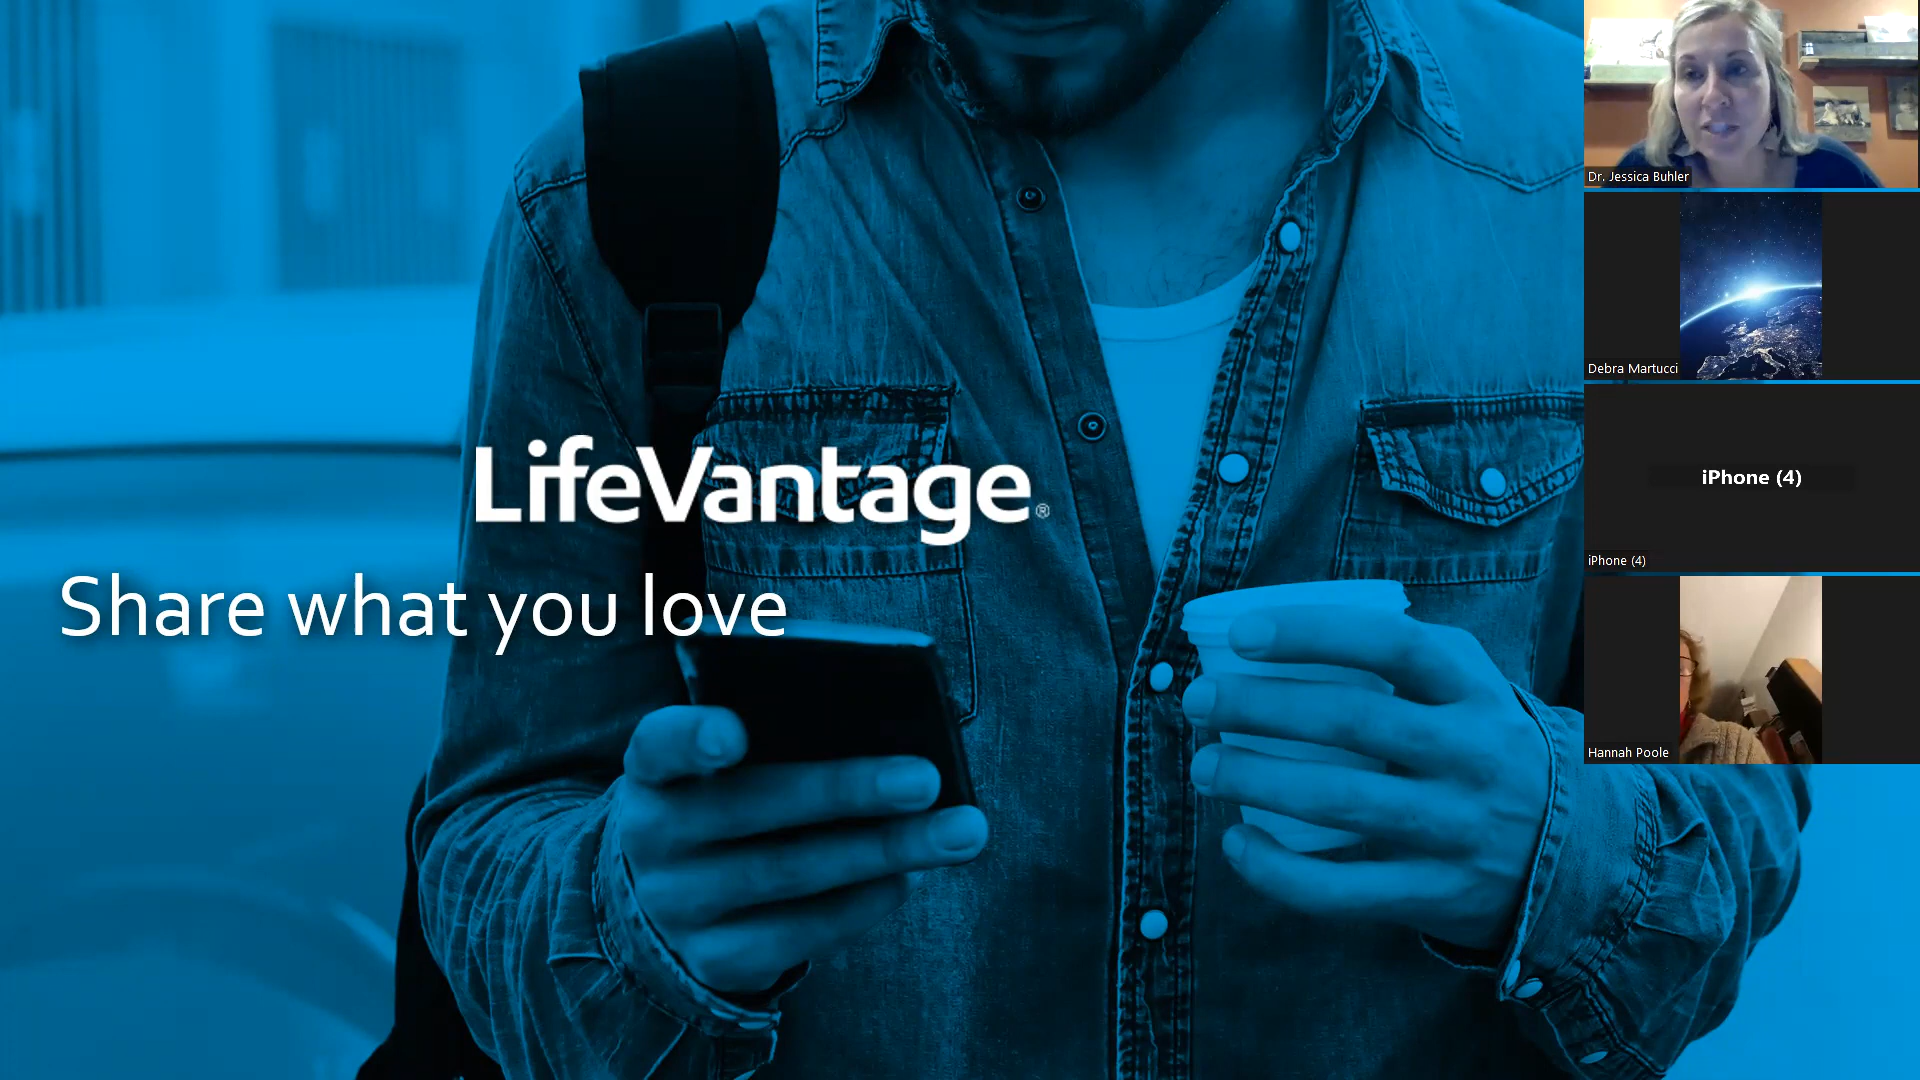 LifeVantage®
Share what you love
Dr. Jessica Buhler
Debra Martucci
iPhone (4)
iPhone (4)
Hannah Poole